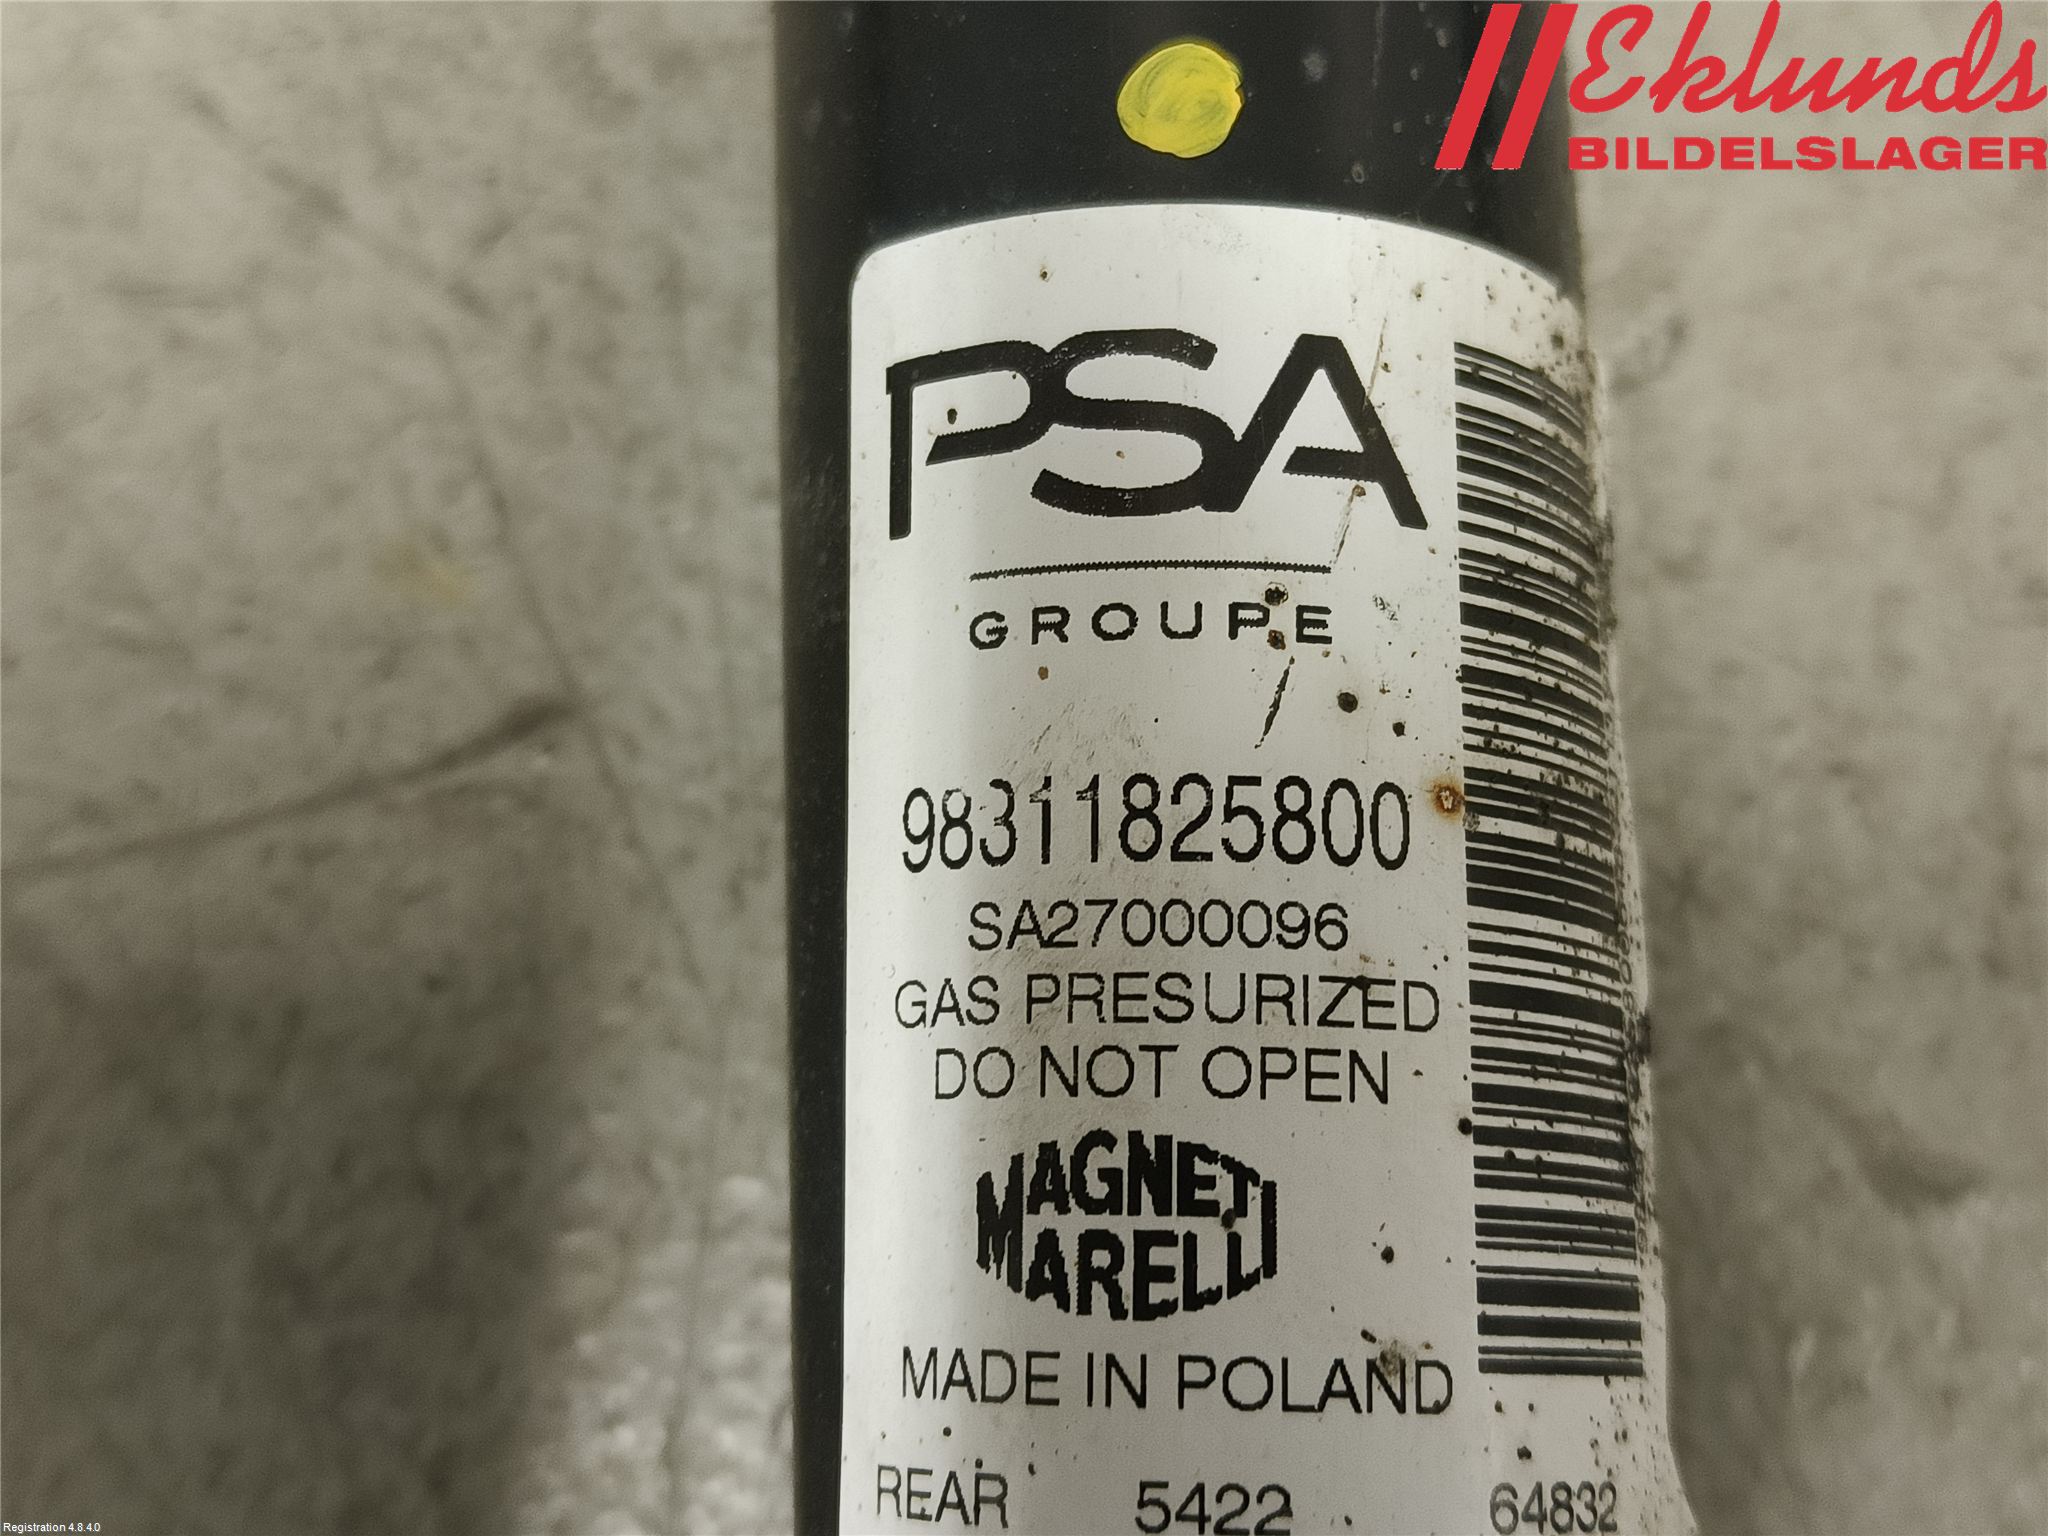 Eklunds
BILDELSLAGER
PSA
GROUPE
98311825800
SA27000096
GAS PRESURIZED
DO NOT OPEN
MAGNETI
MARELLI
MADE IN POLAND
REAR 5422 64832
Registration 4.8.4.0